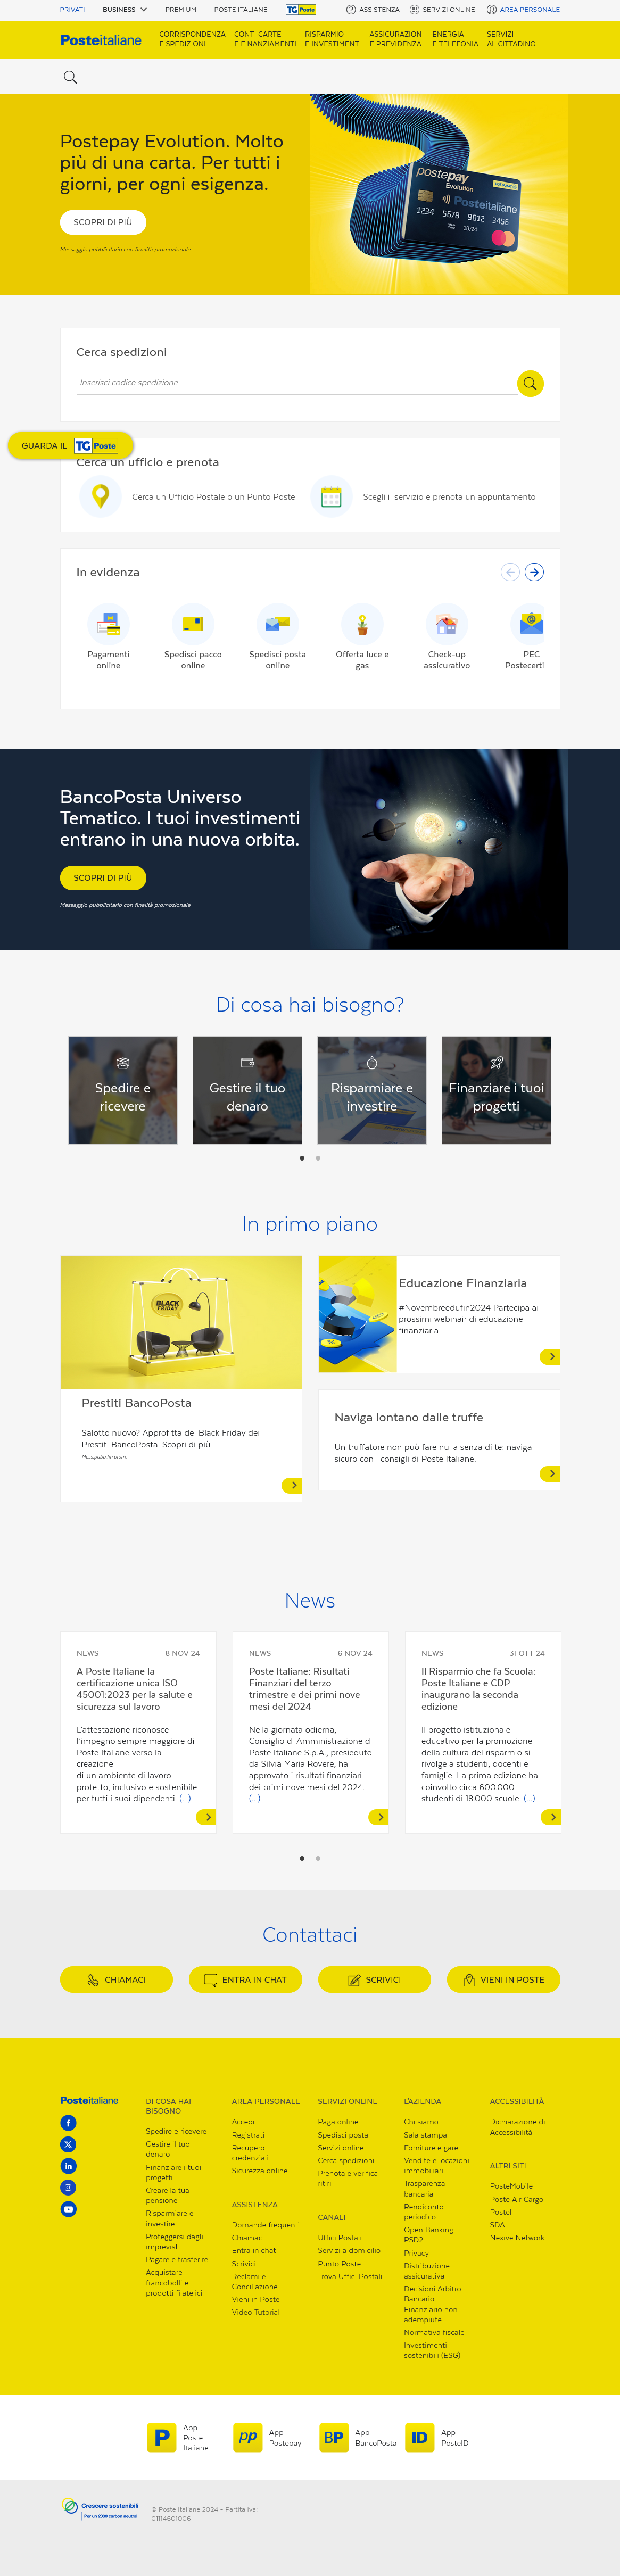 PRIVATI BUSINESS PREMIUM POSTE ITALIANE TG Poste ASSISTENZA SERVIZI ONLINE AREA PERSONALE
Posteitaliane
CORRISPONDENZA
E SPEDIZIONI
CONTI CARTE
E FINANZIAMENTI
RISPARMIO
E INVESTIMENTI
ASSICURAZIONI
E PREVIDENZA
ENERGIA
E TELEFONIA
SERVIZI
AL CITTADINO
Postepay Evolution. Molto
più di una carta. Per tutti i
giorni, per ogni esigenza.
SCOPRI DI PIÙ
Messaggio pubblicitario con finalità promozionale
postepay
Evolution
Posteitaliane
1234 5678 9012 3456
10/24
Cerca spedizioni
Inserisci codice spedizione
GUARDA IL TG Poste
Cerca un ufficio e prenota
Cerca un Ufficio Postale o un Punto Poste
Scegli il servizio e prenota un appuntamento
In evidenza
Pagamenti
online
Spedisci pacco
online
Spedisci posta
online
Offerta luce e
gas
Check-up
assicurativo
PEC
Postecerti
BancoPosta Universo
Tematico. I tuoi investimenti
entrano in una nuova orbita.
SCOPRI DI PIÙ
Messaggio pubblicitario con finalità promozionale
Di cosa hai bisogno?
Spedire e
ricevere
Gestire il tuo
denaro
Risparmiare e
investire
Finanziare i tuoi
progetti
In primo piano
BLACK
FRIDAY
Prestiti BancoPosta
Salotto nuovo? Approfitta del Black Friday dei
Prestiti BancoPosta. Scopri di più
Mess.pubb.fin.prom.
Educazione Finanziaria
#Novembreedufin2024 Partecipa ai
prossimi webinair di educazione
finanziaria.
Naviga lontano dalle truffe
Un truffatore non può fare nulla senza di te: naviga
sicuro con i consigli di Poste Italiane.
News
NEWS 8 NOV 24
A Poste Italiane la
certificazione unica ISO
45001:2023 per la salute e
sicurezza sul lavoro
L'attestazione riconosce
l'impegno sempre maggiore di
Poste Italiane verso la
creazione
di un ambiente di lavoro
protetto, inclusivo e sostenibile
per tutti i suoi dipendenti. (...)
NEWS 6 NOV 24
Poste Italiane: Risultati
Finanziari del terzo
trimestre e dei primi nove
mesi del 2024
Nella giornata odierna, il
Consiglio di Amministrazione di
Poste Italiane S.p.A., presieduto
da Silvia Maria Rovere, ha
approvato i risultati finanziari
dei primi nove mesi del 2024.
(...)
NEWS 31 OTT 24
Il Risparmio che fa Scuola:
Poste Italiane e CDP
inaugurano la seconda
edizione
Il progetto istituzionale
educativo per la promozione
della cultura del risparmio si
rivolge a studenti, docenti e
famiglie. La prima edizione ha
coinvolto circa 600.000
studenti di 18.000 scuole. (...)
Contattaci
CHIAMACI
ENTRA IN CHAT
SCRIVICI
VIENI IN POSTE
Posteitaliane
DI COSA HAI
BISOGNO
Spedire e ricevere
Gestire il tuo
denaro
Finanziare i tuoi
progetti
Creare la tua
pensione
Risparmiare e
investire
Proteggersi dagli
imprevisti
Pagare e trasferire
Acquistare
francobolli e
prodotti filatelici
AREA PERSONALE
Accedi
Registrati
Recupero
credenziali
Sicurezza online
ASSISTENZA
Domande frequenti
Chiamaci
Entra in chat
Scrivici
Reclami e
Conciliazione
Vieni in Poste
Video Tutorial
SERVIZI ONLINE
Paga online
Spedisci posta
Servizi online
Cerca spedizioni
Prenota e verifica
ritiri
CANALI
Uffici Postali
Servizi a domicilio
Punto Poste
Trova Uffici Postali
L'AZIENDA
Chi siamo
Sala stampa
Forniture e gare
Vendite e locazioni
immobiliari
Trasparenza
bancaria
Rendiconto
periodico
Open Banking –
PSD2
Privacy
Distribuzione
assicurativa
Decisioni Arbitro
Bancario
Finanziario non
adempiute
Normativa fiscale
Investimenti
sostenibili (ESG)
ACCESSIBILITÀ
Dichiarazione di
Accessibilità
ALTRI SITI
PosteMobile
Poste Air Cargo
Postel
SDA
Nexive Network
App
Poste
Italiane
App
Postepay
App
BancoPosta
App
PosteID
Crescere sostenibili.
Per un 2030 carbon neutral
© Poste Italiane 2024 - Partita iva:
01114601006